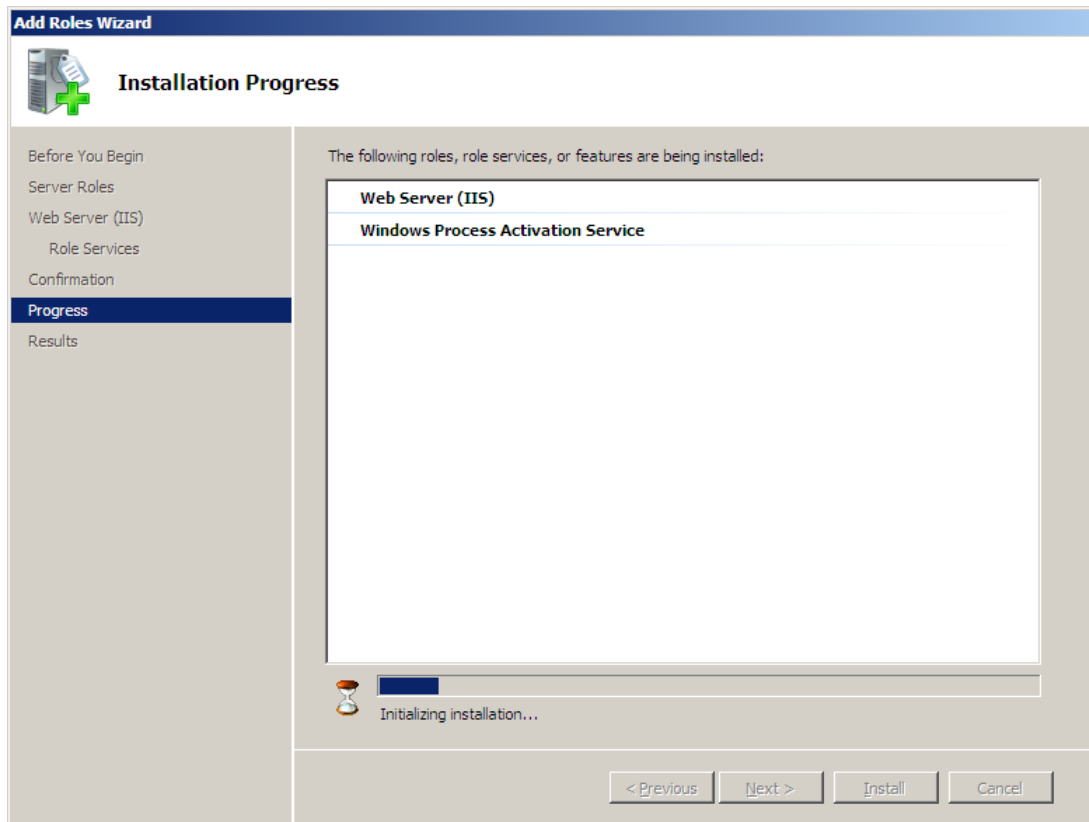 Add Roles Wizard
Installation Progress
Before You Begin
Server Roles
Web Server (IIS)
Role Services
Confirmation
Progress
Results
The following roles, role services, or features are being installed:
Web Server (IIS)
Windows Process Activation Service
Initializing installation...
< Previous
Next >
Install
Cancel